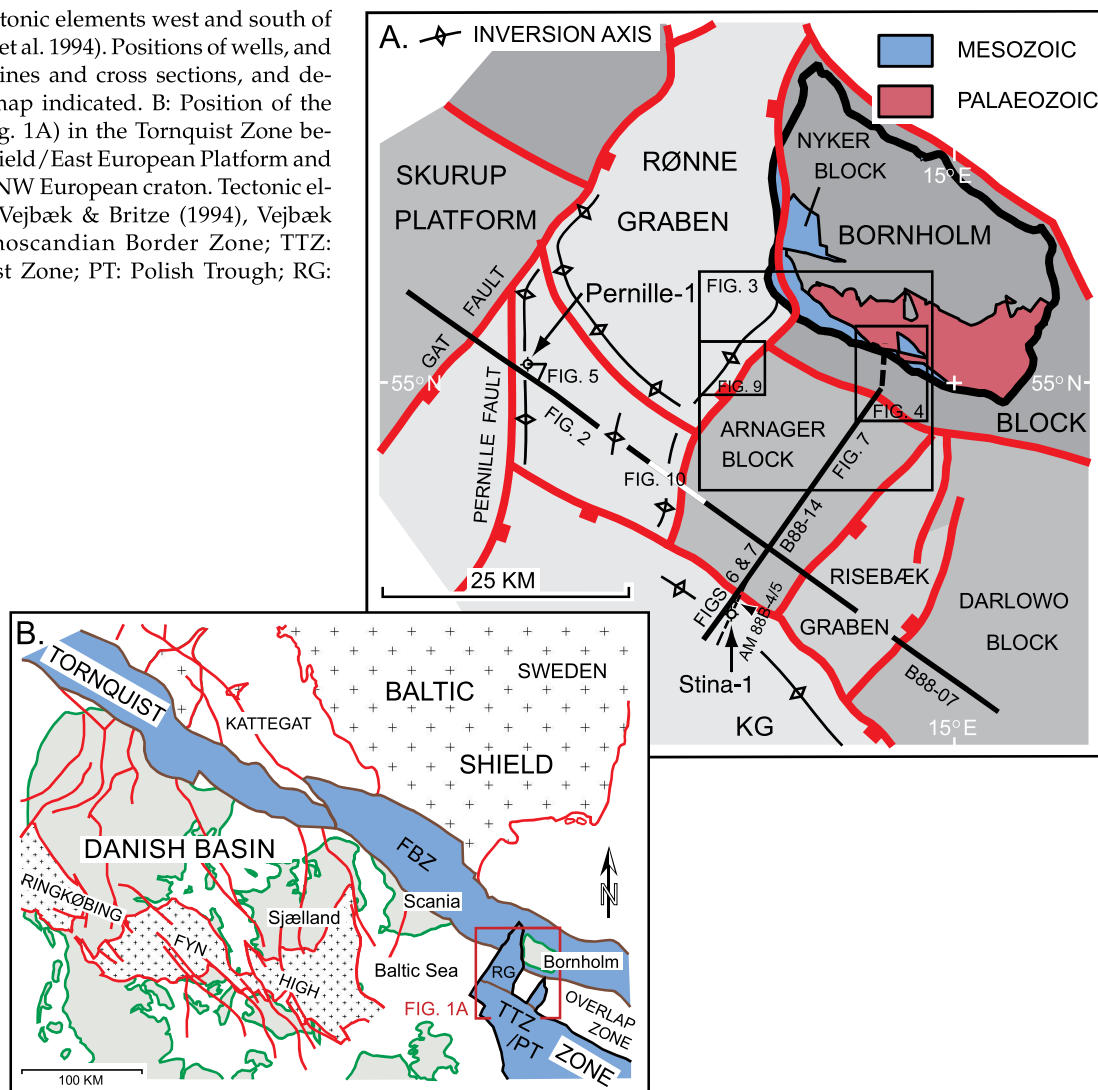 tonic elements west and south of
et al. 1994). Positions of wells, and
ines and cross sections, and de-
nap indicated. B: Position of the
g. 1A) in the Tornquist Zone be-
ield/East European Platform and
NW European craton. Tectonic el-
Vejbæk & Britze (1994), Vejbæk
noscandian Border Zone; TTZ:
st Zone; PT: Polish Trough; RG:
A.
INVERSION AXIS
MESOZOIC
PALAEOZOIC
NYKER
BLOCK
15° E
RØNNE
GRABEN
SKURUP
PLATFORM
BORNHOLM
GAT FAULT
Pernille-1
FIG. 3
55° N
FIG. 5
FIG. 9
FIG. 4
55° N
PERNILLE FAULT
FIG. 2
ARNAGER
BLOCK
FIG. 7
BLOCK
FIG. 10
B88-14
25 KM
FIGS. 6 & 7
AM 88B-4/5
RISEBÆK
GRABEN
DARLOWO
BLOCK
Stina-1
B88-07
KG
15° E
B.
TORNQUIST
KATTEGAT
SWEDEN
BALTIC
SHIELD
DANISH BASIN
FBZ
N
RINGKØBING
FYN
HIGH
Sjælland
Scania
Baltic Sea
RG
Bornholm
FIG. 1A
TTZ
/PT
OVERLAP
ZONE
ZONE
100 KM